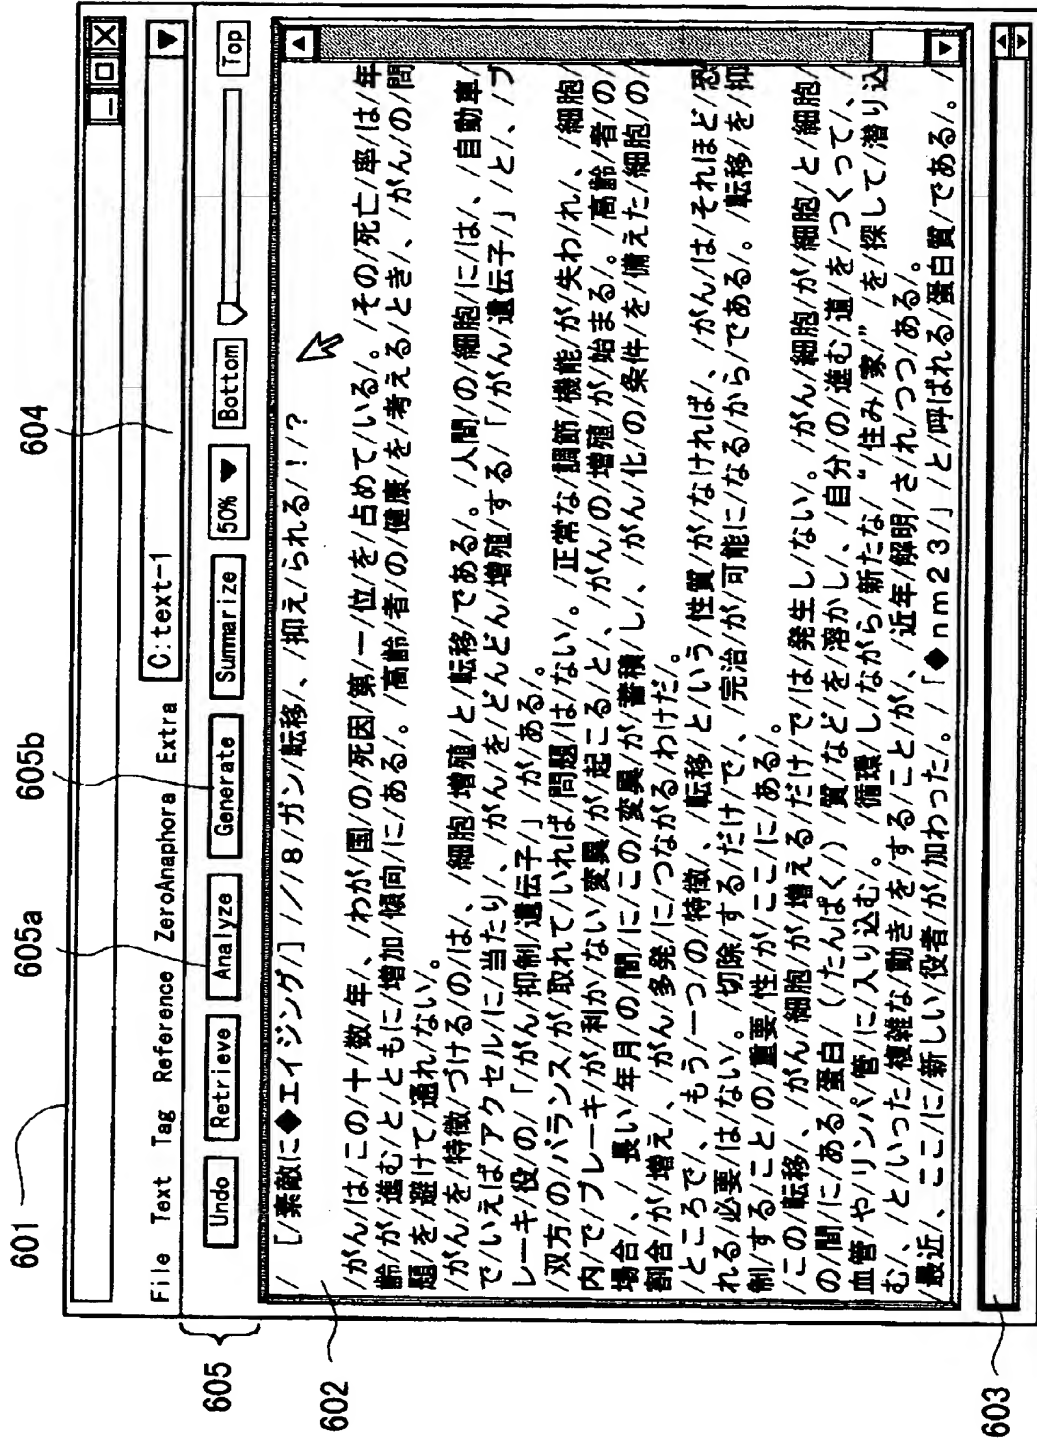 601
605a
605b
604
File Text Tag Reference ZeroAnaphora Extra
C:text-1
605
Undo
Retrieve
Analyze
Generate
Summarize
50%
Bottom
Top
602
/ [/素敵に◆エイジング/] /／/８/ガン/転移/、/抑え/られる/！/？
/がん/は/この/十/数/年/、/わが/国/の/死因/第/一/位/を/占めて/いる/。/その/死亡/率/は/年
齢/が/進む/と/ともに/増加/傾向/に/ある/。/高齢/者/の/健康/を/考える/とき/、/がん/の/問
題/を/避けて/通れ/ない/。
/がん/を/特徴/づける/の/は/、/細胞/増殖/と/転移/で/ある/。/人間/の/細胞/に/は/、/自動車/
で/いえば/アクセル/に/当たり/、/がん/を/どんどん/増殖/する/「/がん/遺伝子/」/と/、/ブ
レーキ/役/の/「/がん/抑制/遺伝子/」/が/ある/。
/双方/の/バランス/が/取れて/いれば/問題/は/ない/。/正常/な/調節/機能/が/失わ/れ/、/細胞/
内/で/ブレーキ/が/利か/ない/変異/が/起こる/と/、/がん/の/増殖/が/始まる/。/高齢/者/の/
場合/、/ 長い/年月/の/間/に/この/変異/が/蓄積/し/、/がん/化/の/条件/を/備えた/細胞/の/
割合/が/増え/、/がん/多発/に/つながる/わけ/だ/。
/ところで/、/もう/一/つ/の/特徴/、/転移/と/いう/性質/が/なければ/、/がん/は/それほど/恐
れる/必要/は/ない/。/切除/する/だけ/で/、/完治/が/可能/に/なる/から/で/ある/。/転移/を/抑
制/する/こと/の/重要/性/が/ここ/に/ある/。
/この/転移/、/がん/細胞/が/増える/だけ/で/は/発生/し/ない/。/がん/細胞/が/細胞/と/細胞/
の/間/に/ある/蛋白/（/たんぱく/）/質/など/を/溶かし/、/自分/の/進む/道/を/つくって/、/
血管/や/リンパ/管/に/入り込む/。/循環/し/ながら/新たな/“/住み/家/”/を/探して/潜り込
む/、/と/いった/複雑な/動き/を/する/こと/が/、/近年/解明/さ/れ/つつ/ある/。
/最近/、/ここ/に/新しい/役者/が/加わった/。/「/◆ｎｍ２３/」/と/呼ばれる/蛋白質/で/ある/。/
603